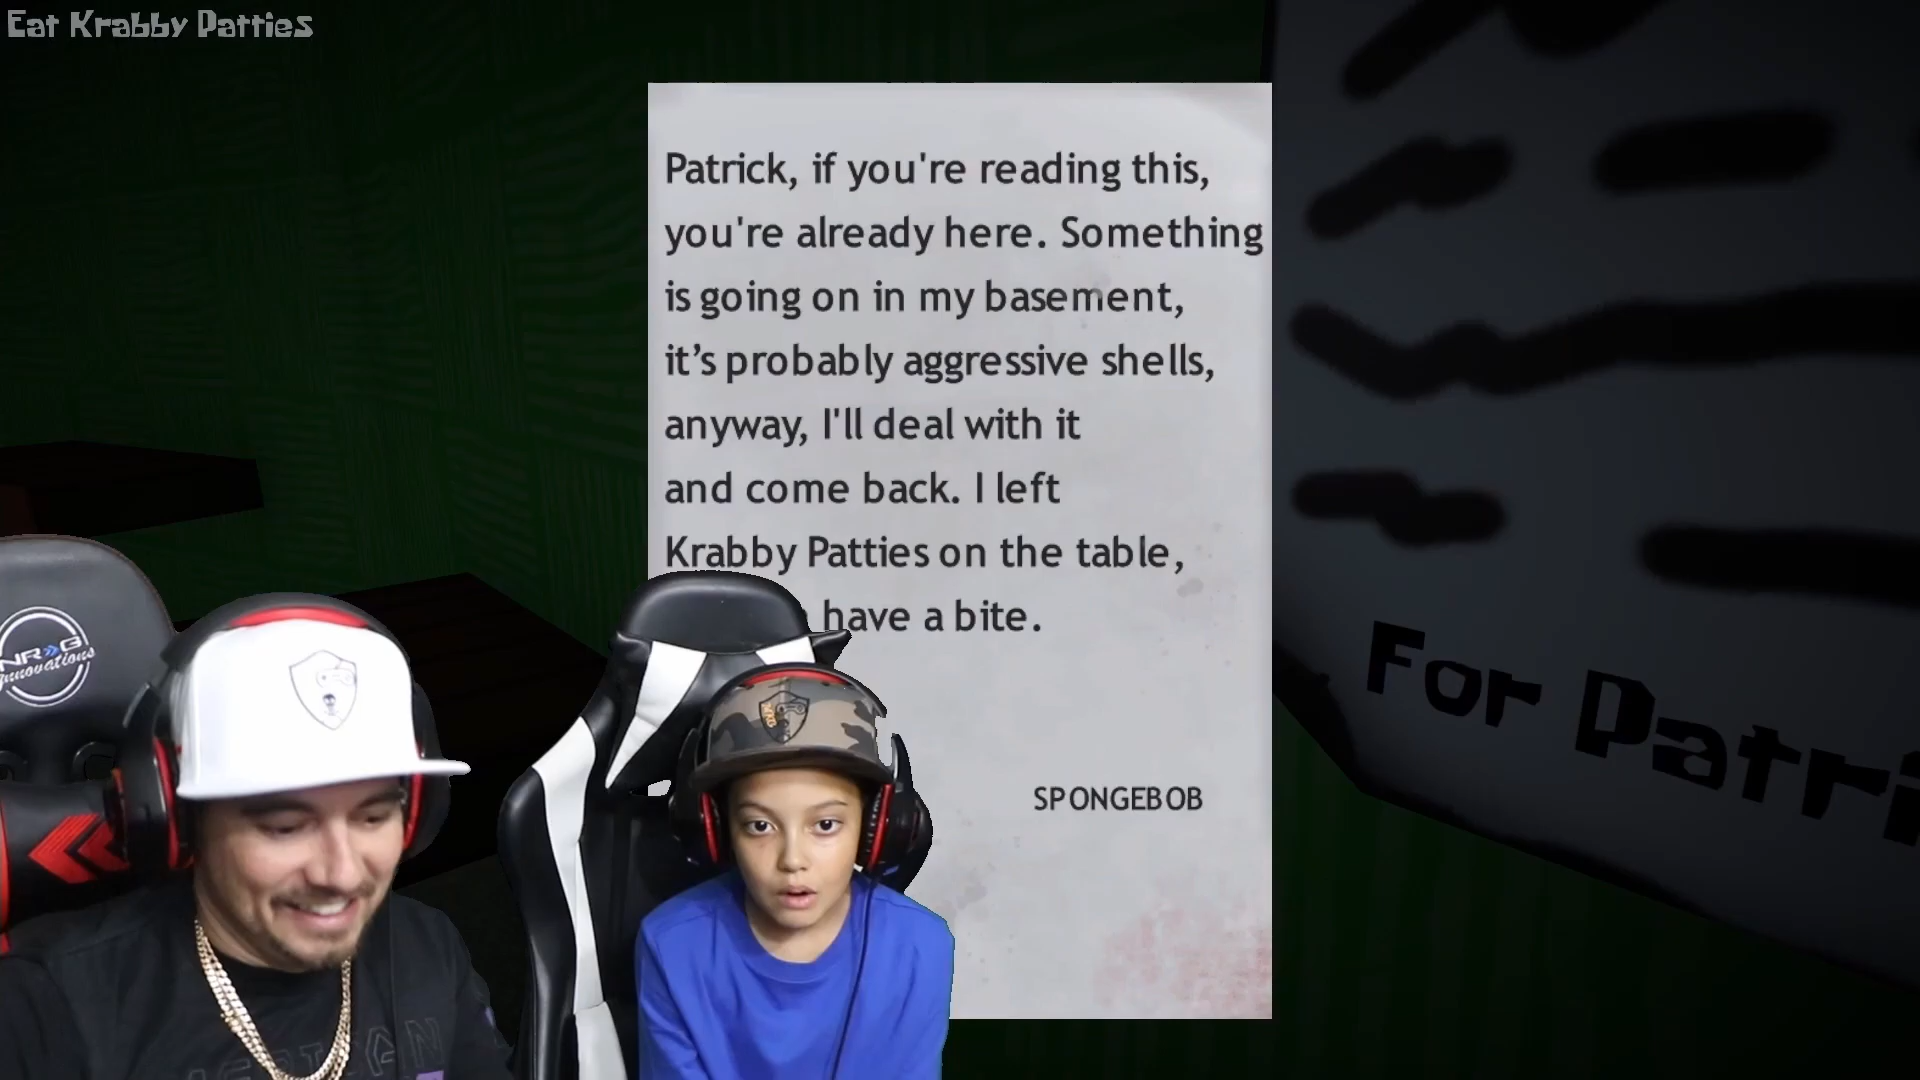 Eat Krabby Patties
Patrick, if you're reading this,
you're already here. Something
is going on in my basement,
it’s probably aggressive shells,
anyway, I'll deal with it
and come back. I left
Krabby Patties on the table,
have a bite.
SPONGEBOB
For Patri
NRG
innovations